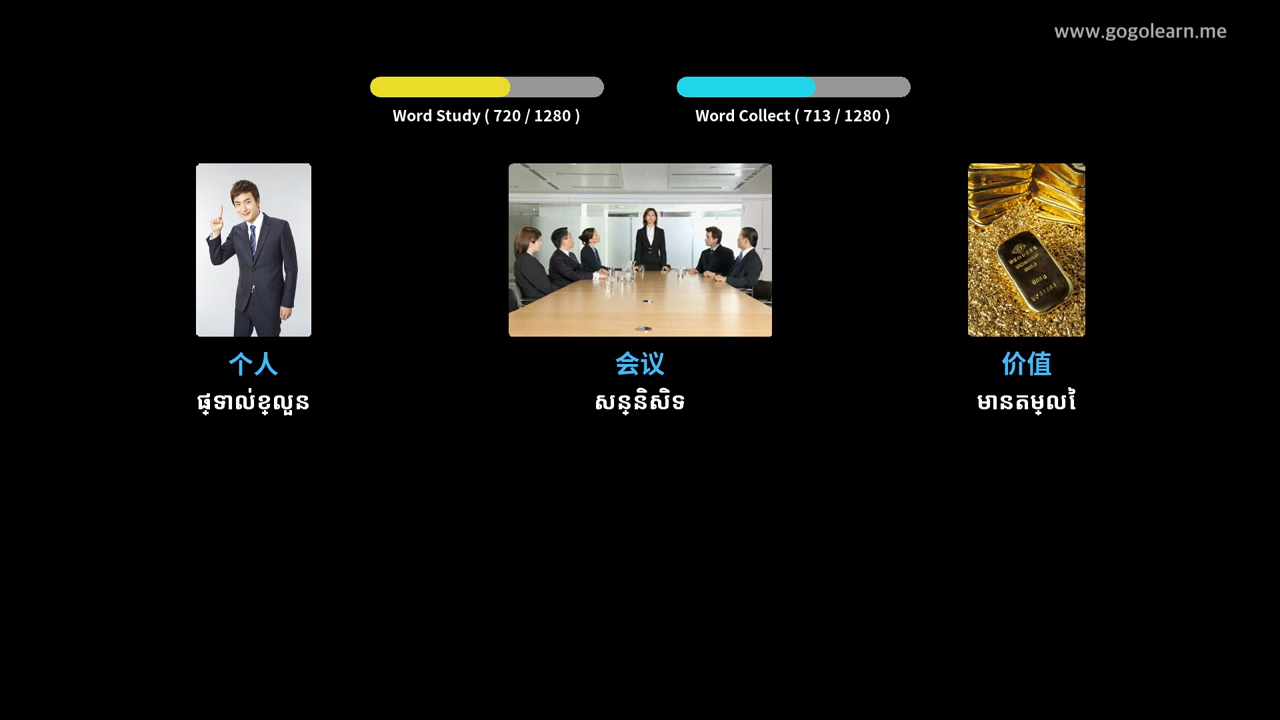 www.gogolearn.me
Word Study ( 720 / 1280 )
Word Collect ( 713 / 1280 )
个人
会议
价值
ផ្ទាល់ខ្លួន
សន្និសិទ
មានតម្លៃ